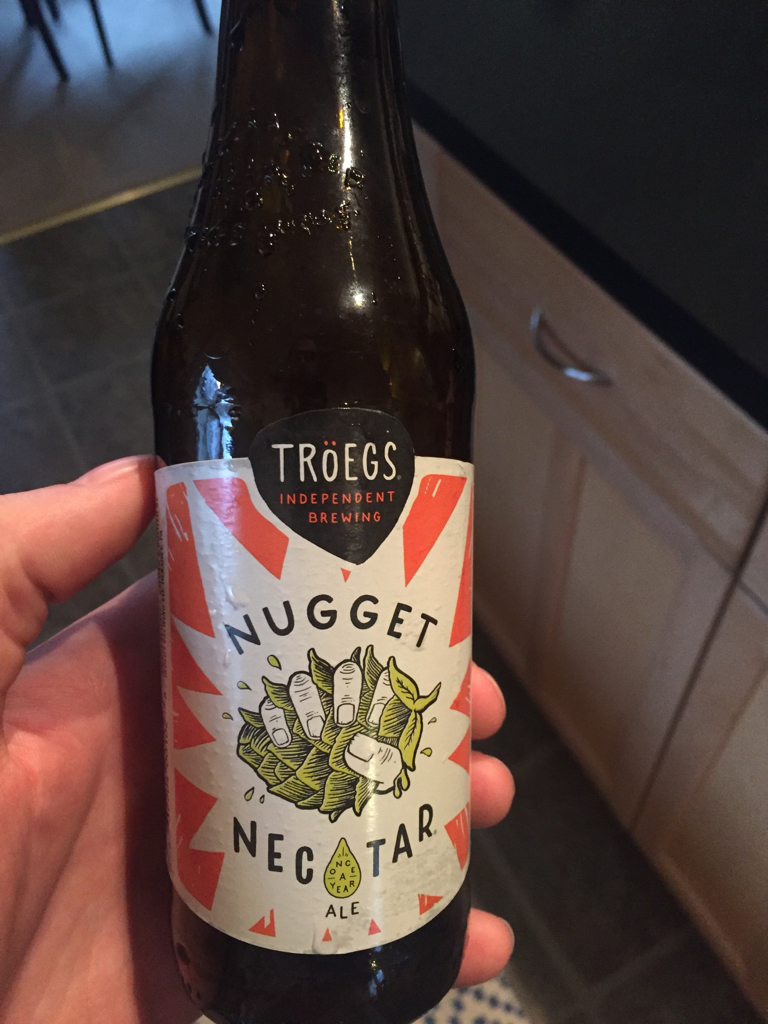 TRöEGS
INDEPENDENT
BREWING
NUGGET
NECTAR
ONCE
A
YEAR
ALE